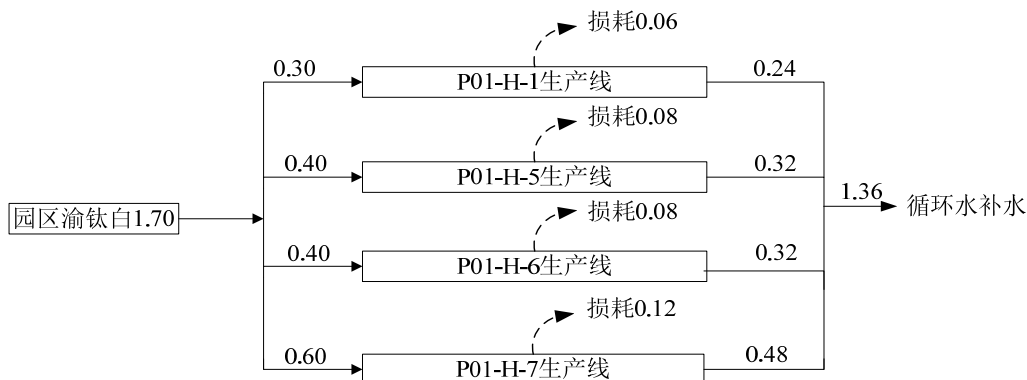 损耗0.06
0.30
P01-H-1生产线
0.24
损耗0.08
0.40
P01-H-5生产线
0.32
园区渝钛白1.70
1.36
循环水补水
损耗0.08
0.40
P01-H-6生产线
0.32
损耗0.12
0.60
P01-H-7生产线
0.48